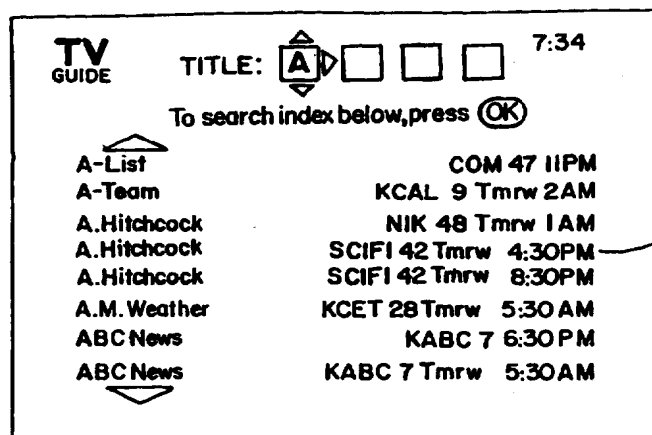 TV GUIDE TITLE: A 7:34
To search index below, press OK
A-List COM 47 11PM
A-Team KCAL 9 Tmrw 2AM
A.Hitchcock NIK 48 Tmrw 1AM
A.Hitchcock SCIFI 42 Tmrw 4:30PM
A.Hitchcock SCIFI 42 Tmrw 8:30PM
A.M. Weather KCET 28 Tmrw 5:30AM
ABC News KABC 7 6:30PM
ABC News KABC 7 Tmrw 5:30AM